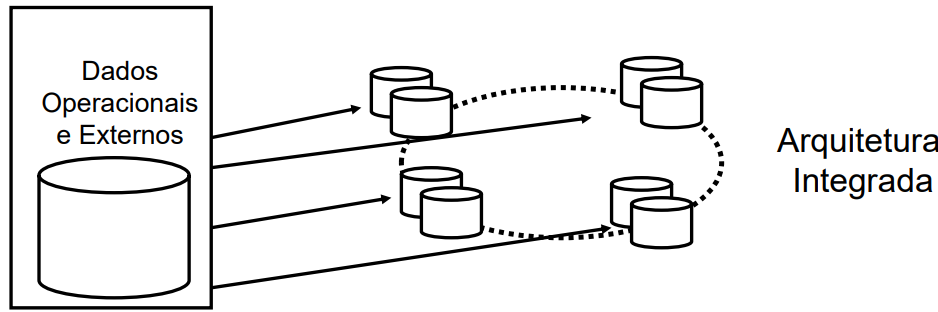 Dados
Operacionais
e Externos
Arquitetura
Integrada